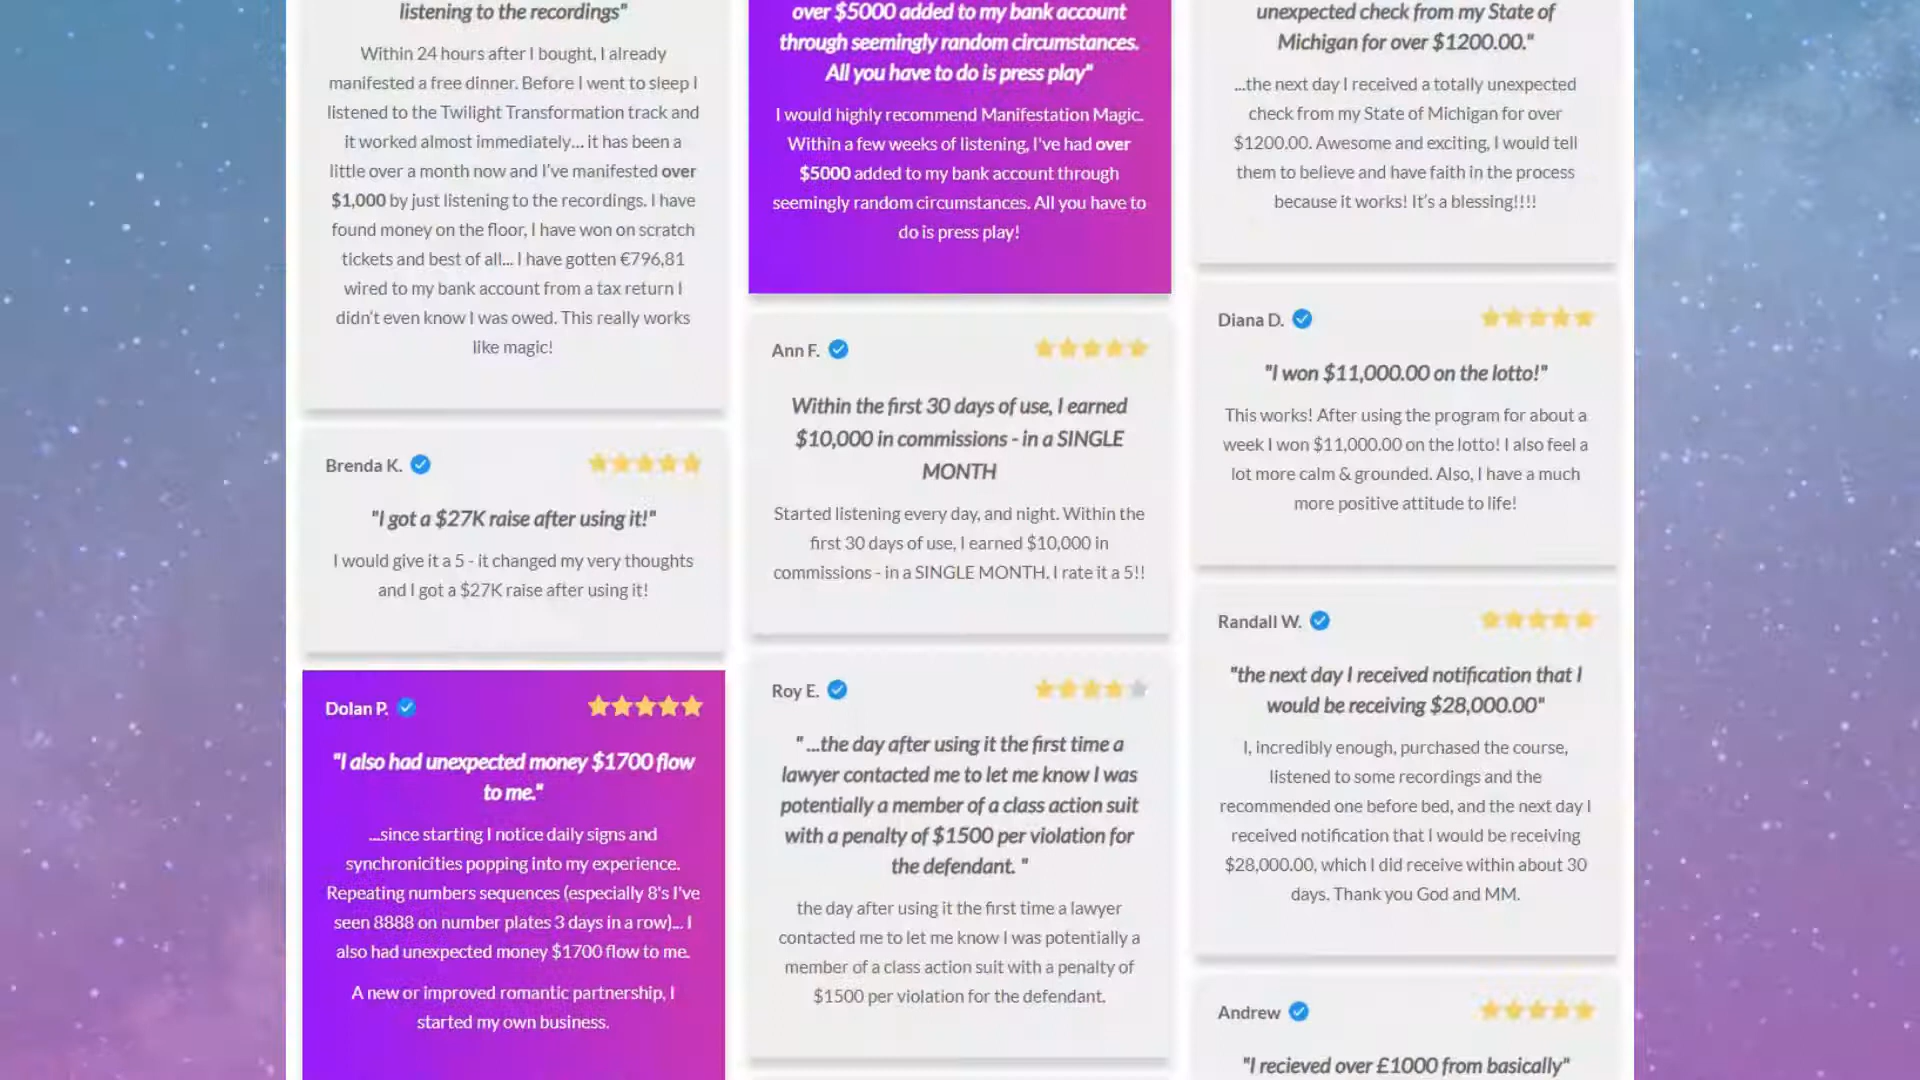 listening to the recordings"
Within 24 hours after I bought, I already
manifested a free dinner. Before I went to sleep I
listened to the Twilight Transformation track and
it worked almost immediately... it has been a
little over a month now and I've manifested over
$1,000 by just listening to the recordings. I have
found money on the floor, I have won on scratch
tickets and best of all... I have gotten €796,81
wired to my bank account from a tax return I
didn't even know I was owed. This really works
like magic!
Brenda K.
"I got a $27K raise after using it!"
I would give it a 5 - it changed my very thoughts
and I got a $27K raise after using it!
Dolan P.
"I also had unexpected money $1700 flow
to me."
...since starting I notice daily signs and
synchronicities popping into my experience.
Repeating numbers sequences (especially 8's I've
seen 8888 on number plates 3 days in a row)... I
also had unexpected money $1700 flow to me.
A new or improved romantic partnership, I
started my own business.
over $5000 added to my bank account
through seemingly random circumstances.
All you have to do is press play"
I would highly recommend Manifestation Magic.
Within a few weeks of listening, I've had over
$5000 added to my bank account through
seemingly random circumstances. All you have to
do is press play!
Ann F.
Within the first 30 days of use, I earned
$10,000 in commissions - in a SINGLE
MONTH
Started listening every day, and night. Within the
first 30 days of use, I earned $10,000 in
commissions - in a SINGLE MONTH. I rate it a 5!!
Roy E.
" ...the day after using it the first time a
lawyer contacted me to let me know I was
potentially a member of a class action suit
with a penalty of $1500 per violation for
the defendant. "
the day after using it the first time a lawyer
contacted me to let me know I was potentially a
member of a class action suit with a penalty of
$1500 per violation for the defendant.
unexpected check from my State of
Michigan for over $1200.00."
...the next day I received a totally unexpected
check from my State of Michigan for over
$1200.00. Awesome and exciting, I would tell
them to believe and have faith in the process
because it works! It's a blessing!!!!
Diana D.
"I won $11,000.00 on the lotto!"
This works! After using the program for about a
week I won $11,000.00 on the lotto! I also feel a
lot more calm & grounded. Also, I have a much
more positive attitude to life!
Randall W.
"the next day I received notification that I
would be receiving $28,000.00"
I, incredibly enough, purchased the course,
listened to some recordings and the
recommended one before bed, and the next day I
received notification that I would be receiving
$28,000.00, which I did receive within about 30
days. Thank you God and MM.
Andrew
"I recieved over £1000 from basically"